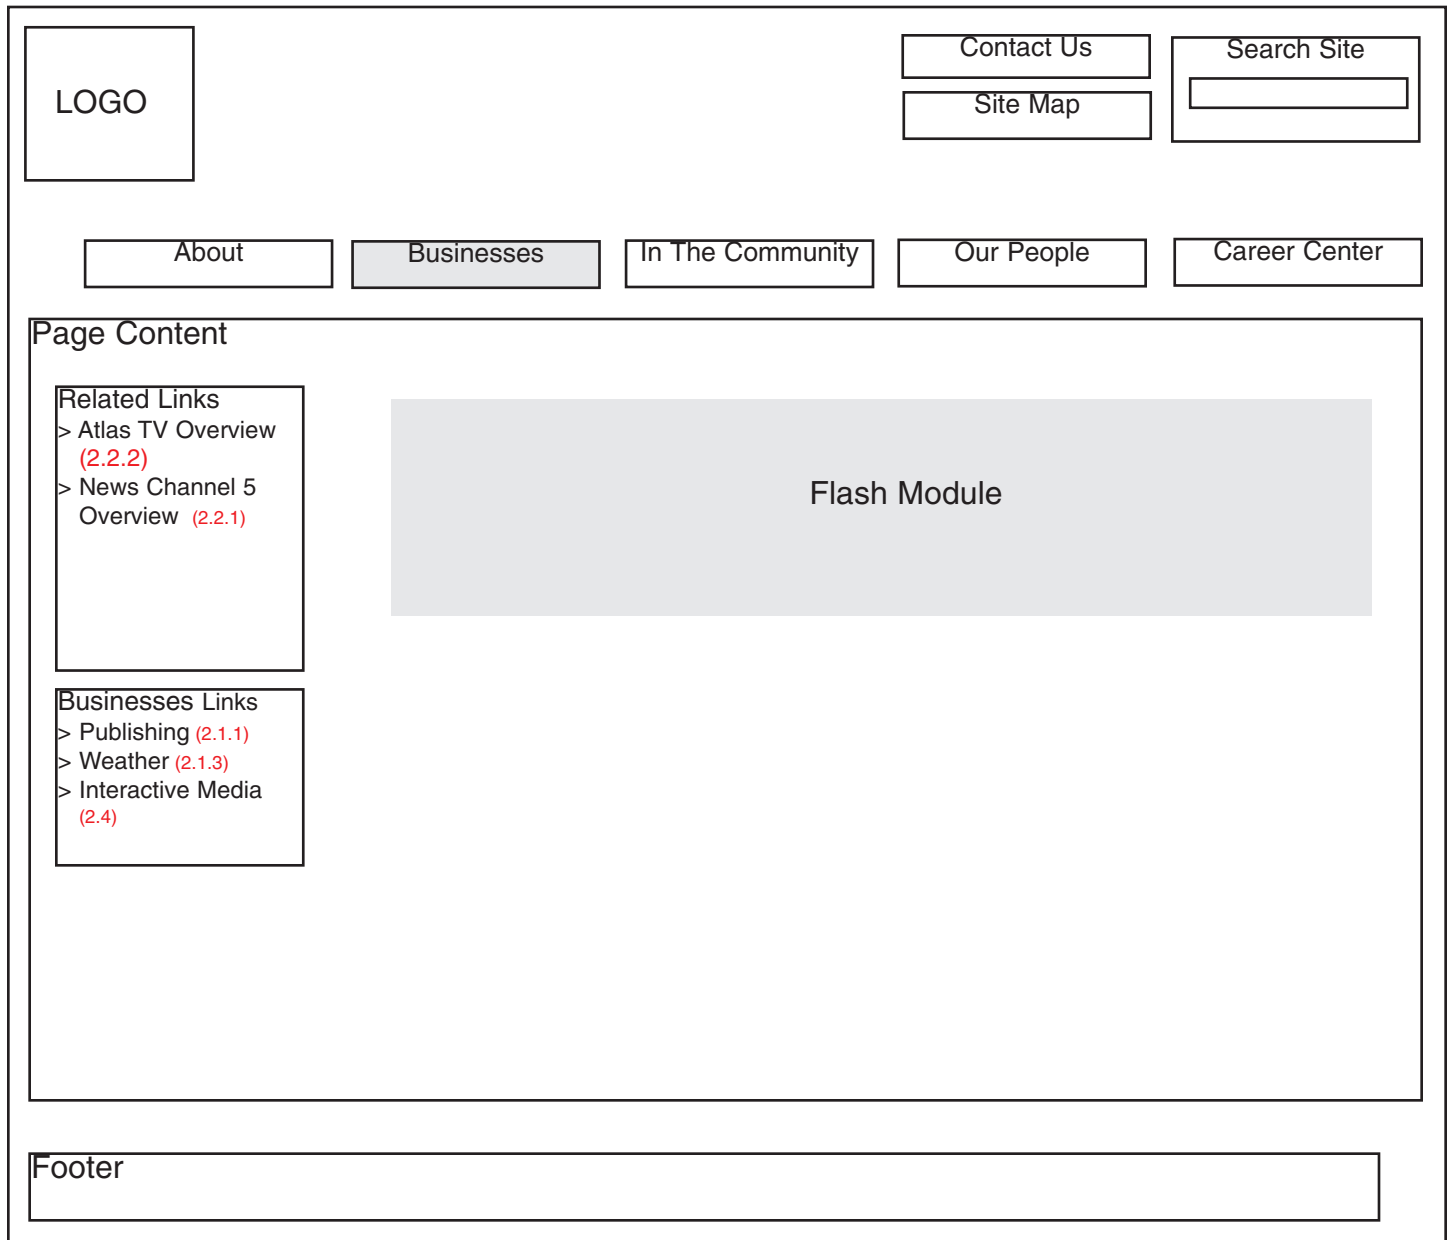 LOGO
Contact Us
Site Map
Search Site
About
Businesses
In The Community
Our People
Career Center
Page Content
Related Links
> Atlas TV Overview
(2.2.2)
> News Channel 5
Overview (2.2.1)
Flash Module
Businesses Links
> Publishing (2.1.1)
> Weather (2.1.3)
> Interactive Media
(2.4)
Footer